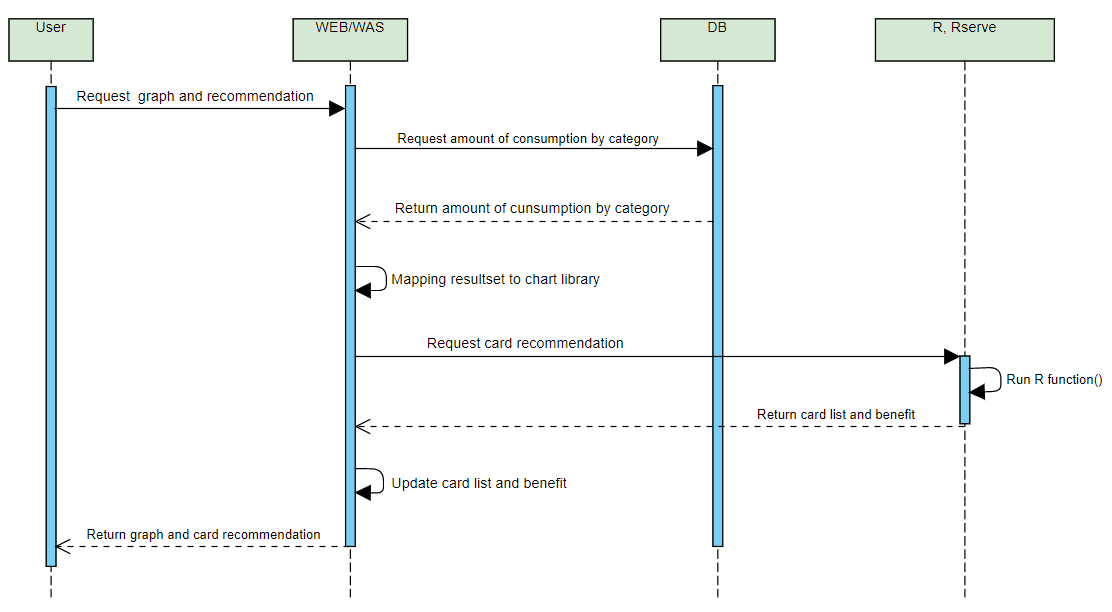 User
WEB/WAS
DB
R, Rserve
Request graph and recommendation
Request amount of consumption by category
Return amount of cunsumption by category
Mapping resultset to chart library
Request card recommendation
Run R function()
Return card list and benefit
Update card list and benefit
Return graph and card recommendation